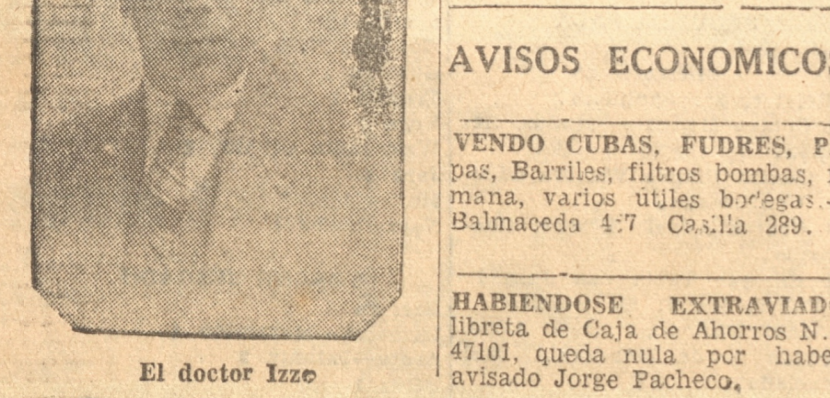 El doctor Izzo
AVISOS ECONOMICOS
VENDO CUBAS, FUDRES, P
pas, Barriles, filtros bombas,
mana, varios útiles bodegas.
Balmaceda Casilla 289.
HABIENDOSE EXTRAVIAD
libreta de Caja de Ahorros N.
47101, queda nula por habe
avisado Jorge Pacheco.